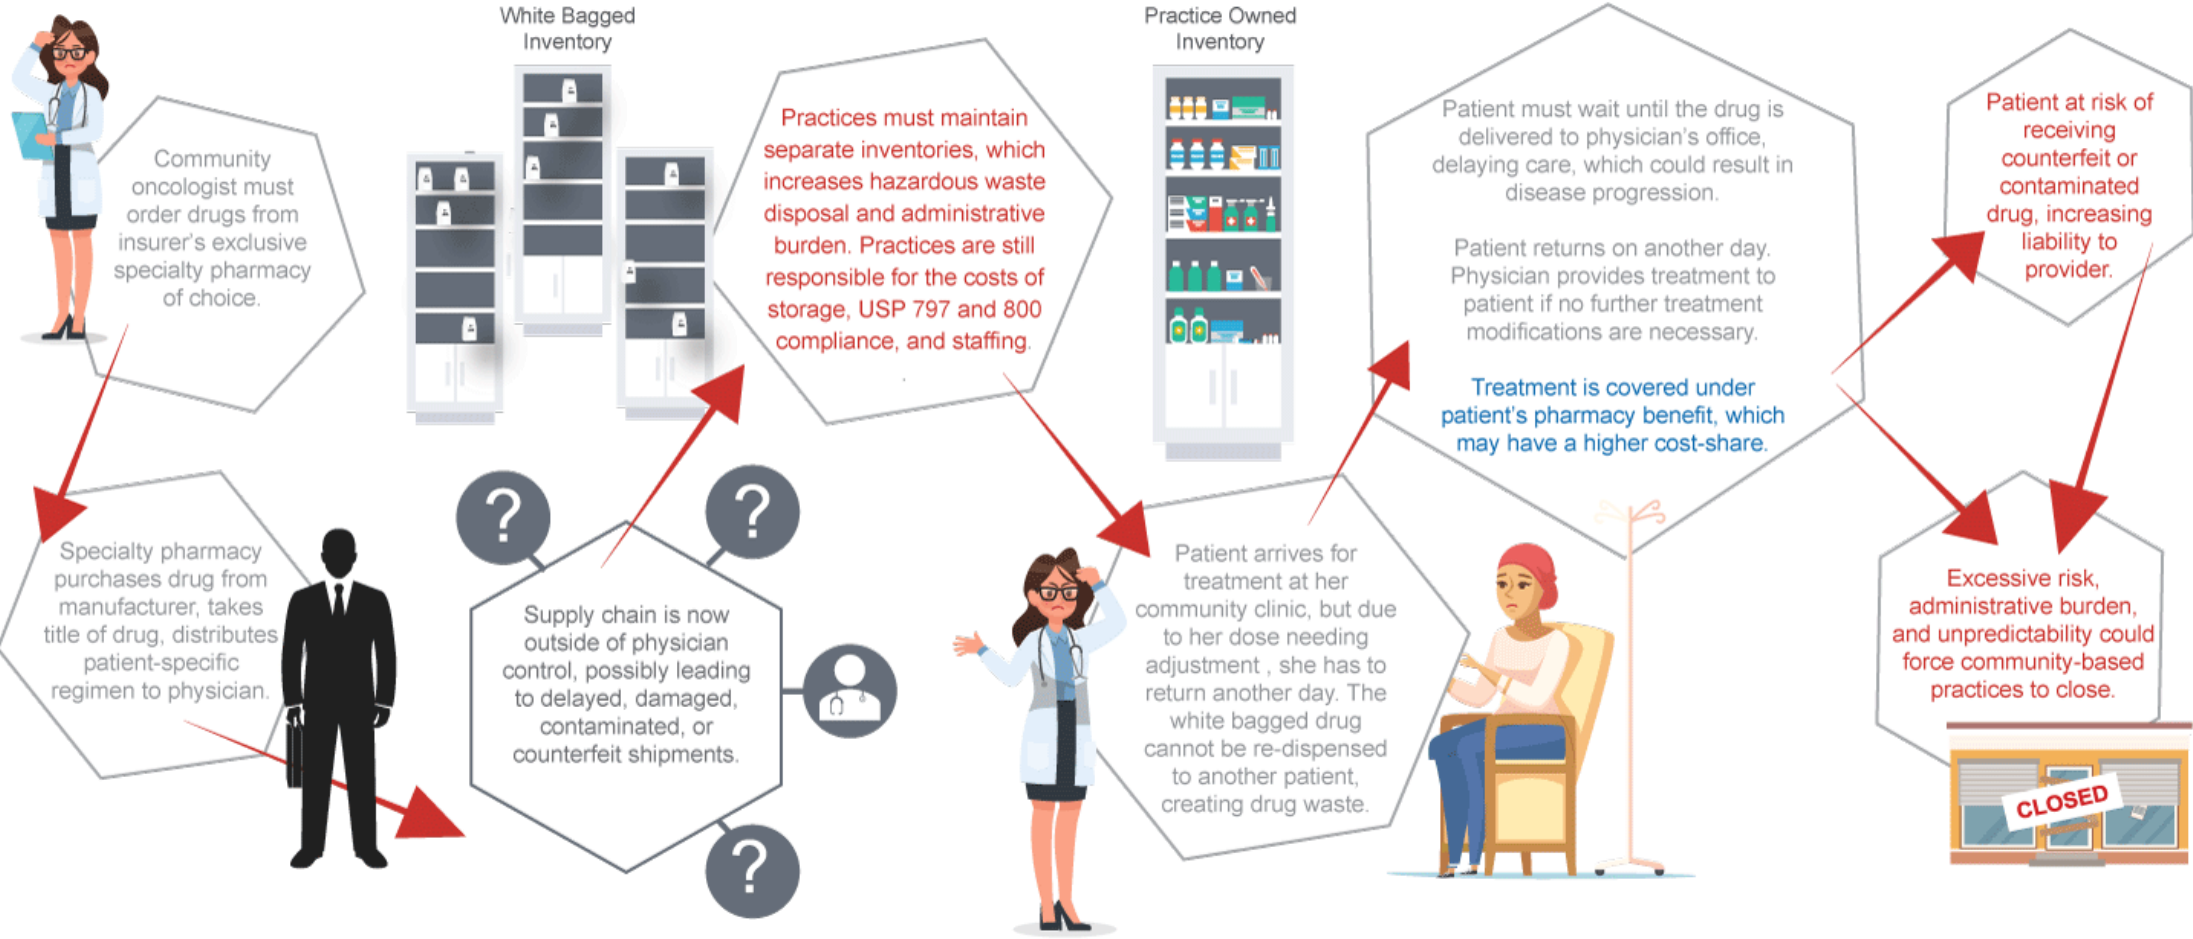 White Bagged
Inventory
Practice Owned
Inventory
Community
oncologist must
order drugs from
insurer's exclusive
specialty pharmacy
of choice.
Specialty pharmacy
purchases drug from
manufacturer, takes
title of drug, distributes
patient-specific
regimen to physician.
?
?
?
Supply chain is now
outside of physician
control, possibly leading
to delayed, damaged,
contaminated, or
counterfeit shipments.
Practices must maintain
separate inventories, which
increases hazardous waste
disposal and administrative
burden. Practices are still
responsible for the costs of
storage, USP 797 and 800
compliance, and staffing.
Patient arrives for
treatment at her
community clinic, but due
to her dose needing
adjustment , she has to
return another day. The
white bagged drug
cannot be re-dispensed
to another patient,
creating drug waste.
Patient must wait until the drug is
delivered to physician's office,
delaying care, which could result in
disease progression.
Patient returns on another day.
Physician provides treatment to
patient if no further treatment
modifications are necessary.
Treatment is covered under
patient's pharmacy benefit, which
may have a higher cost-share.
Patient at risk of
receiving
counterfeit or
contaminated
drug, increasing
liability to
provider.
Excessive risk,
administrative burden,
and unpredictability could
force community-based
practices to close.
CLOSED